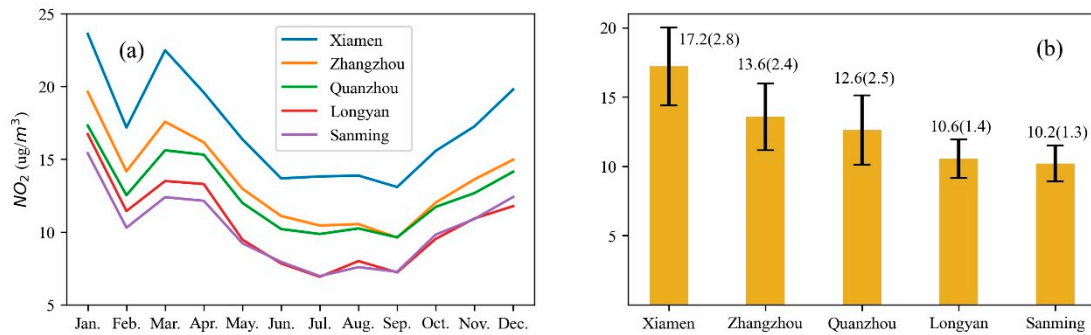 25
20
15
10
5
NO₂ (ug/m³)
(a)
Xiamen
Zhangzhou
Quanzhou
Longyan
Sanming
Jan. Feb. Mar. Apr. May. Jun. Jul. Aug. Sep. Oct. Nov. Dec.
20
15
10
5
(b)
17.2(2.8)
13.6(2.4)
12.6(2.5)
10.6(1.4)
10.2(1.3)
Xiamen Zhangzhou Quanzhou Longyan Sanming